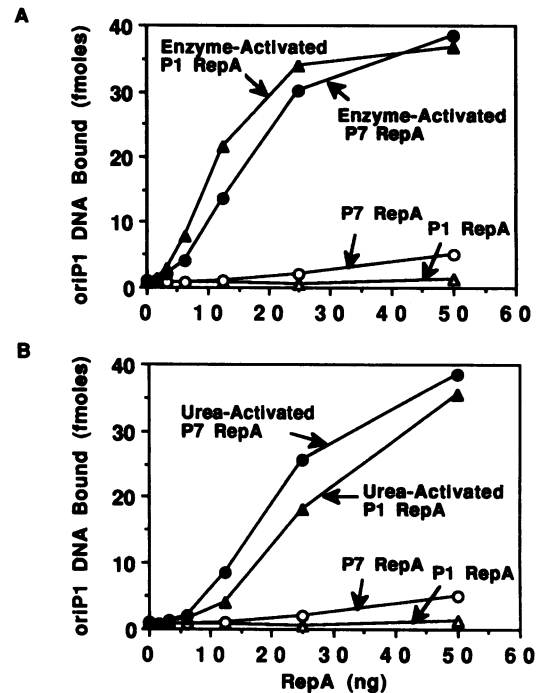 A
oriP1 DNA Bound (fmoles)
40
30
20
10
0
Enzyme-Activated
P1 RepA
Enzyme-Activated
P7 RepA
P7 RepA
P1 RepA
0 10 20 30 40 50 60
B
oriP1 DNA Bound (fmoles)
40
30
20
10
0
Urea-Activated
P7 RepA
Urea-Activated
P1 RepA
P7 RepA
P1 RepA
0 10 20 30 40 50 60
RepA (ng)